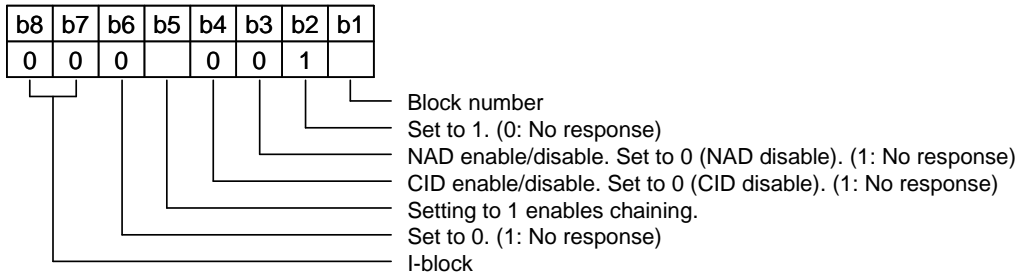 b8 b7 b6 b5 b4 b3 b2 b1
0 0 0 0 0 1
Block number
Set to 1. (0: No response)
NAD enable/disable. Set to 0 (NAD disable). (1: No response)
CID enable/disable. Set to 0 (CID disable). (1: No response)
Setting to 1 enables chaining.
Set to 0. (1: No response)
I-block